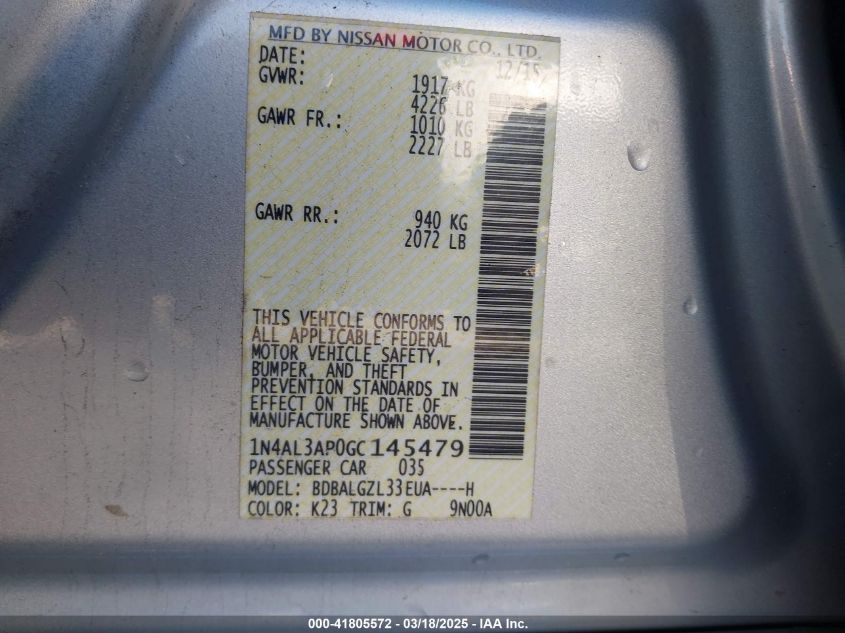 MFD BY NISSAN MOTOR CO., LTD.
DATE: 12/15
GVWR: 1917 KG
4226 LB
GAWR FR.: 1010 KG
2227 LB
GAWR RR.: 940 KG
2072 LB
THIS VEHICLE CONFORMS TO
ALL APPLICABLE FEDERAL
MOTOR VEHICLE SAFETY,
BUMPER, AND THEFT
PREVENTION STANDARDS IN
EFFECT ON THE DATE OF
MANUFACTURE SHOWN ABOVE.
1N4AL3AP0GC145479
PASSENGER CAR 035
MODEL: BDBALGZL33EUA----H
COLOR: K23 TRIM: G 9N00A
000-41805572 - 03/18/2025 - IAA Inc.